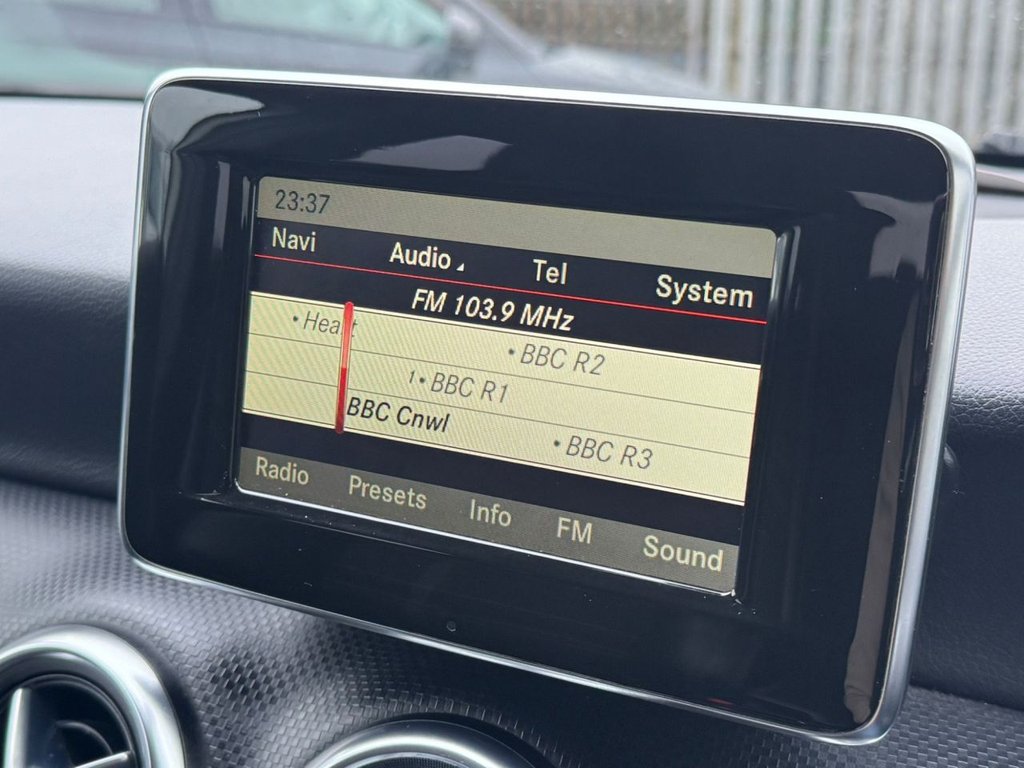 23:37
Navi Audio Tel System
FM 103.9 MHz
• Heart
• BBC R2
1• BBC R1
BBC Cnwl
• BBC R3
Radio Presets Info FM Sound